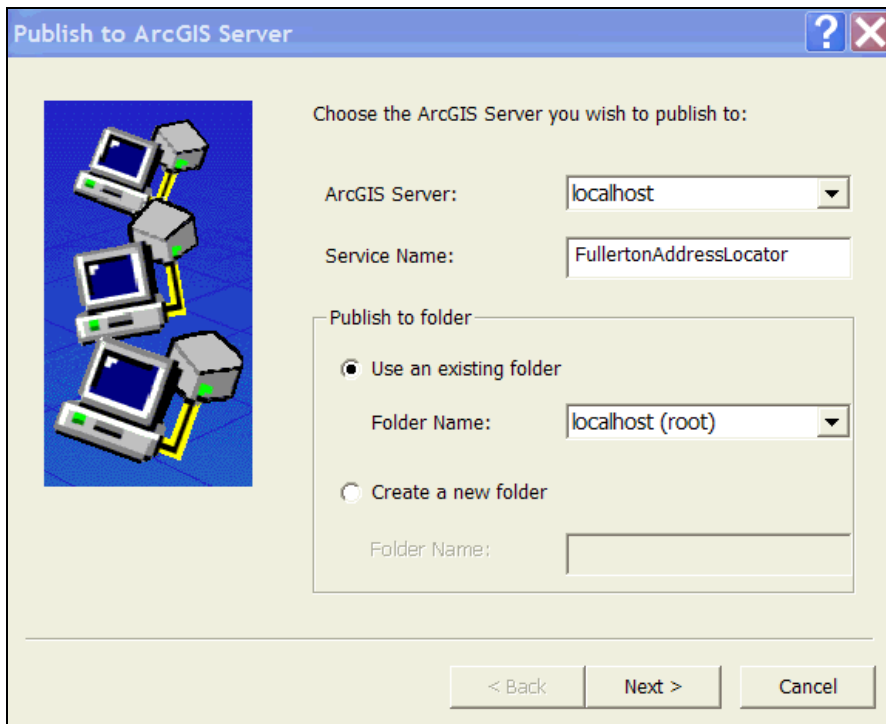 Publish to ArcGIS Server
?
Choose the ArcGIS Server you wish to publish to:
ArcGIS Server: localhost
Service Name: FullertonAddressLocator
Publish to folder
Use an existing folder
Folder Name: localhost (root)
Create a new folder
Folder Name:
< Back Next > Cancel